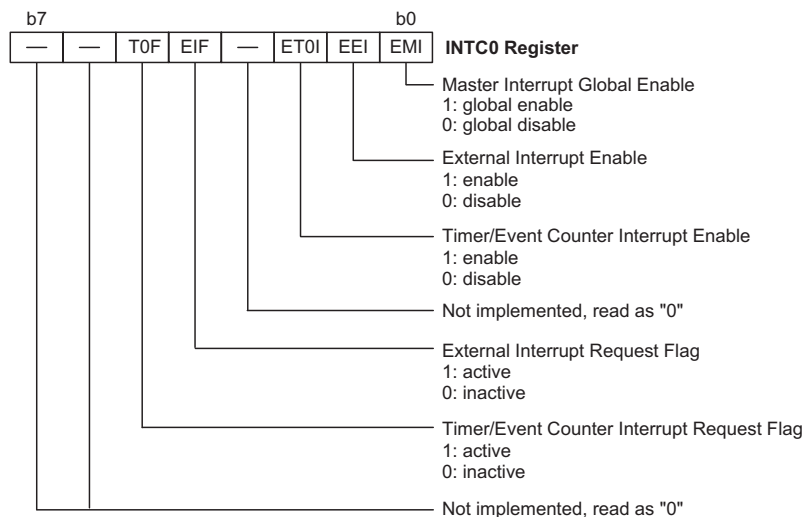 b7 b0
— — T0F EIF — ET0I EEI EMI INTC0 Register
Master Interrupt Global Enable
1: global enable
0: global disable
External Interrupt Enable
1: enable
0: disable
Timer/Event Counter Interrupt Enable
1: enable
0: disable
Not implemented, read as "0"
External Interrupt Request Flag
1: active
0: inactive
Timer/Event Counter Interrupt Request Flag
1: active
0: inactive
Not implemented, read as "0"